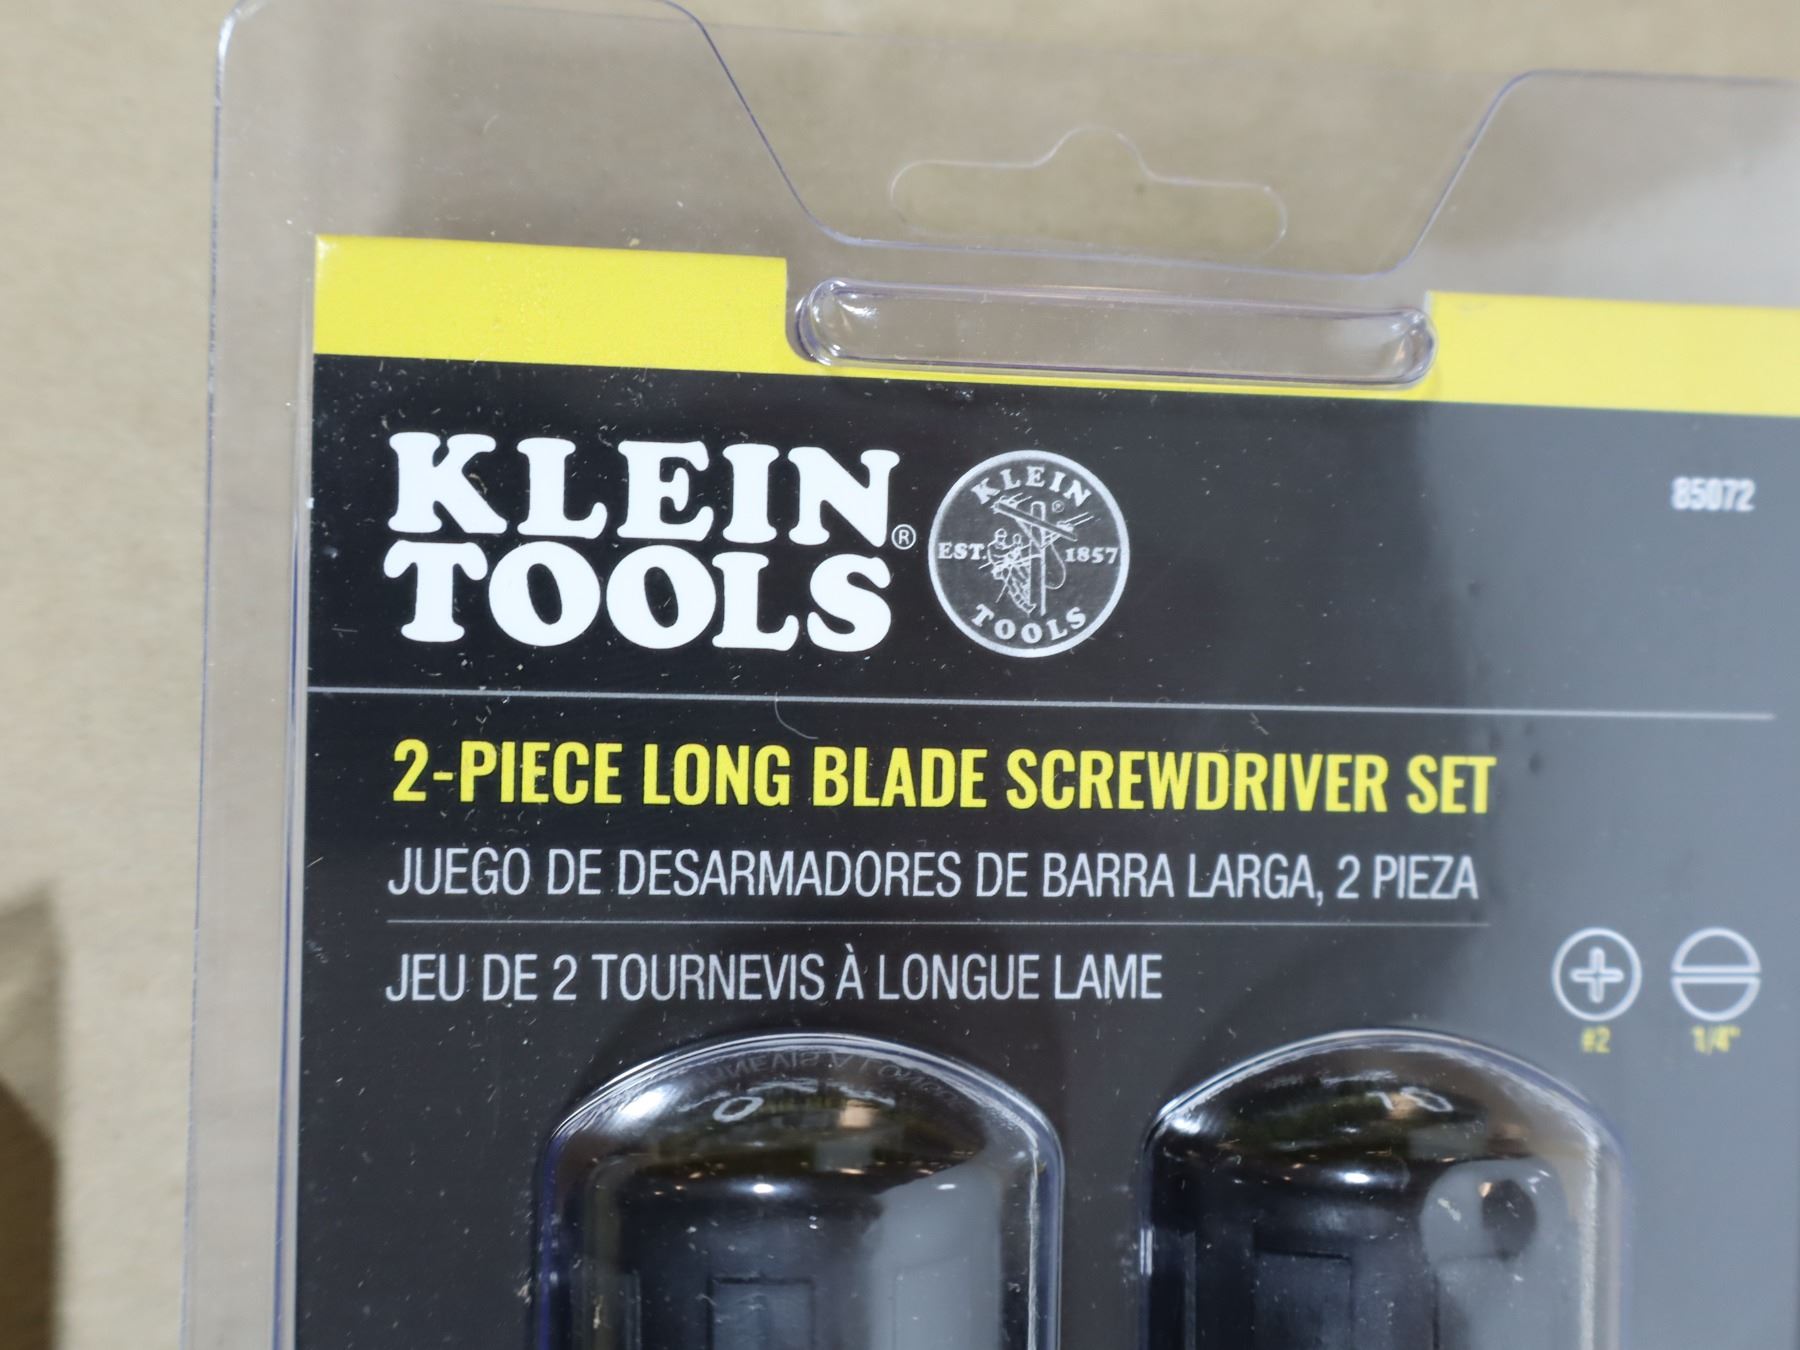 KLEIN
TOOLS®
KLEIN
®
EST. 1857
TOOLS
85072
2-PIECE LONG BLADE SCREWDRIVER SET
JUEGO DE DESARMADORES DE BARRA LARGA, 2 PIEZA
JEU DE 2 TOURNEVIS À LONGUE LAME
#2 1/4"